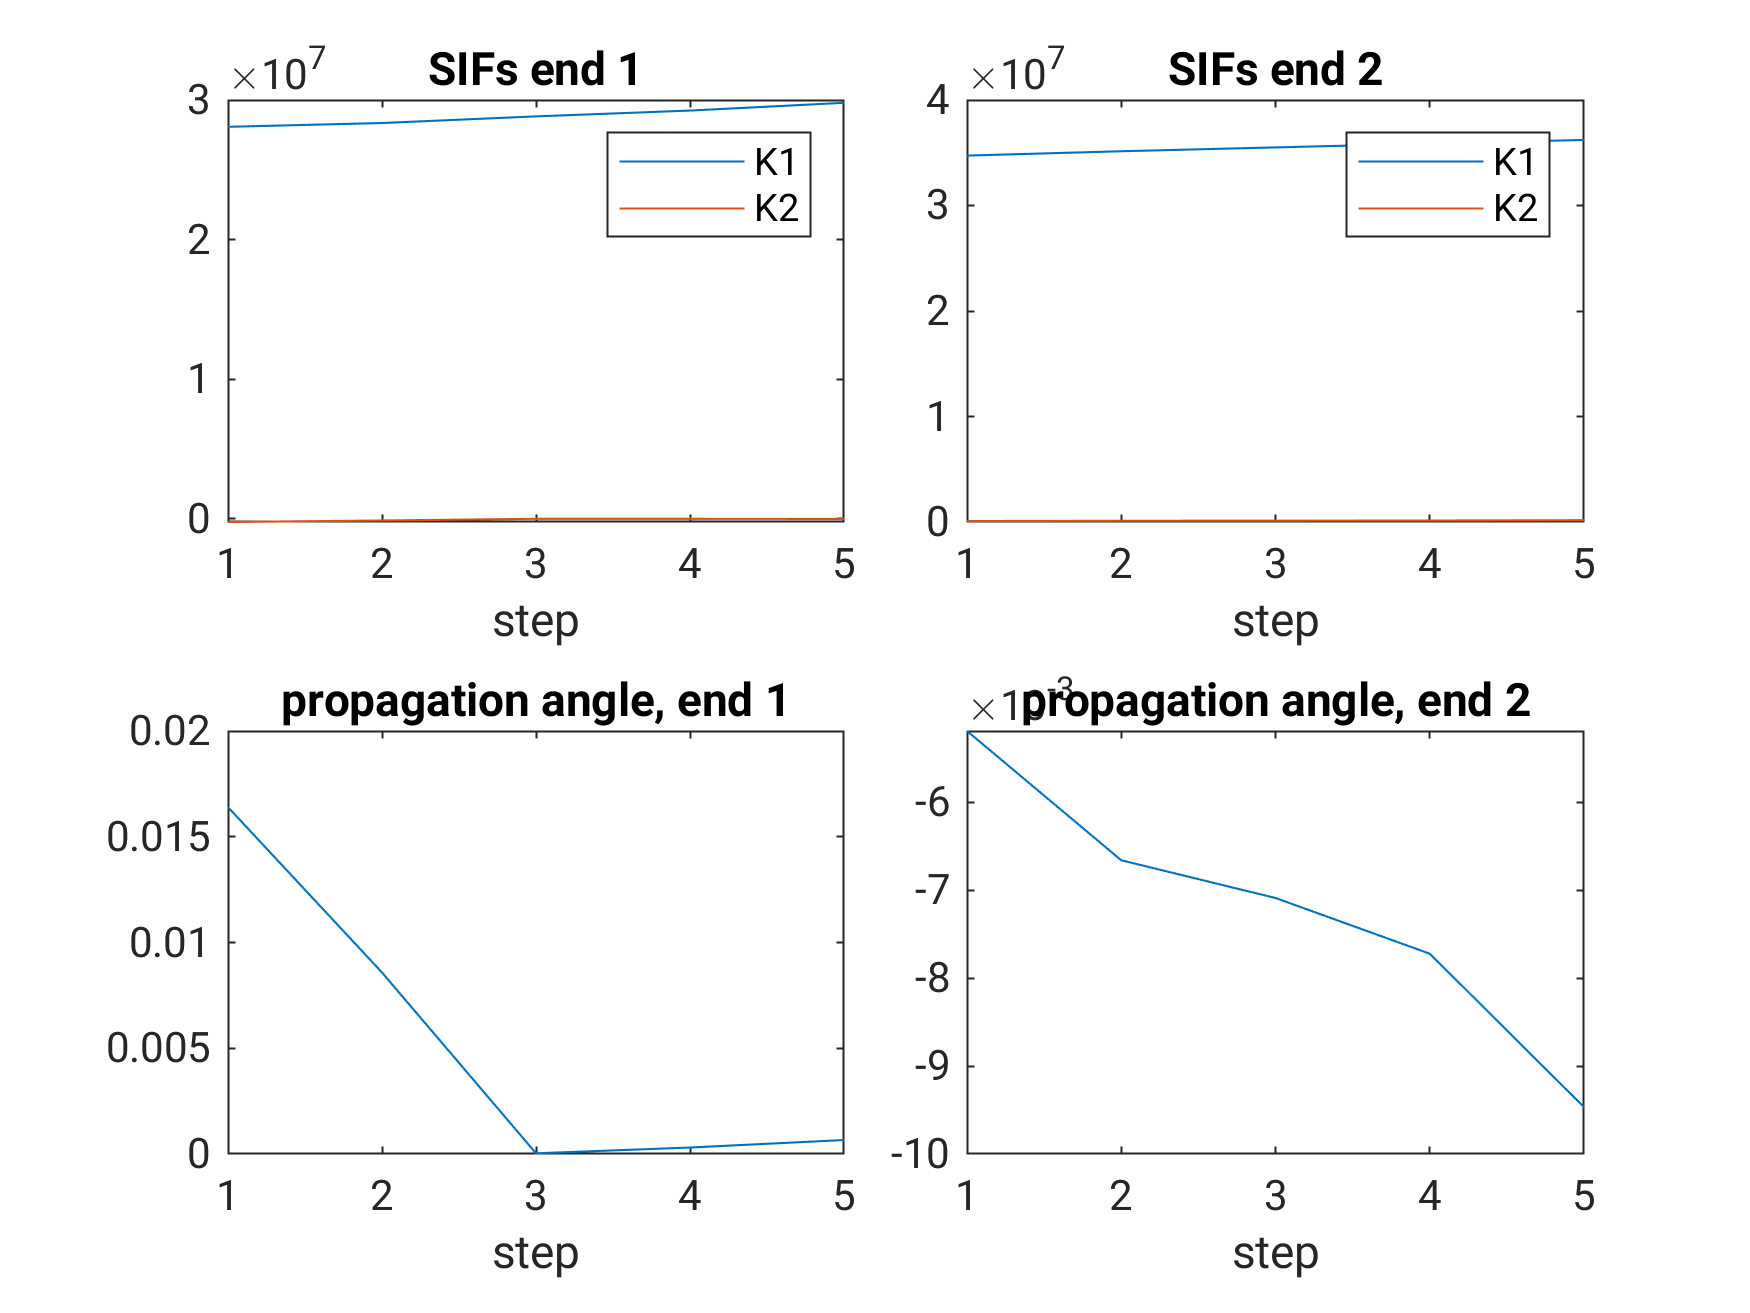 ×10^7 SIFs end 1
3
2
1
0
K1
K2
1 2 3 4 5
step
×10^7 SIFs end 2
4
3
2
1
0
K1
K2
1 2 3 4 5
step
propagation angle, end 1
0.02
0.015
0.01
0.005
0
1 2 3 4 5
step
×10^-3 propagation angle, end 2
-6
-7
-8
-9
-10
1 2 3 4 5
step